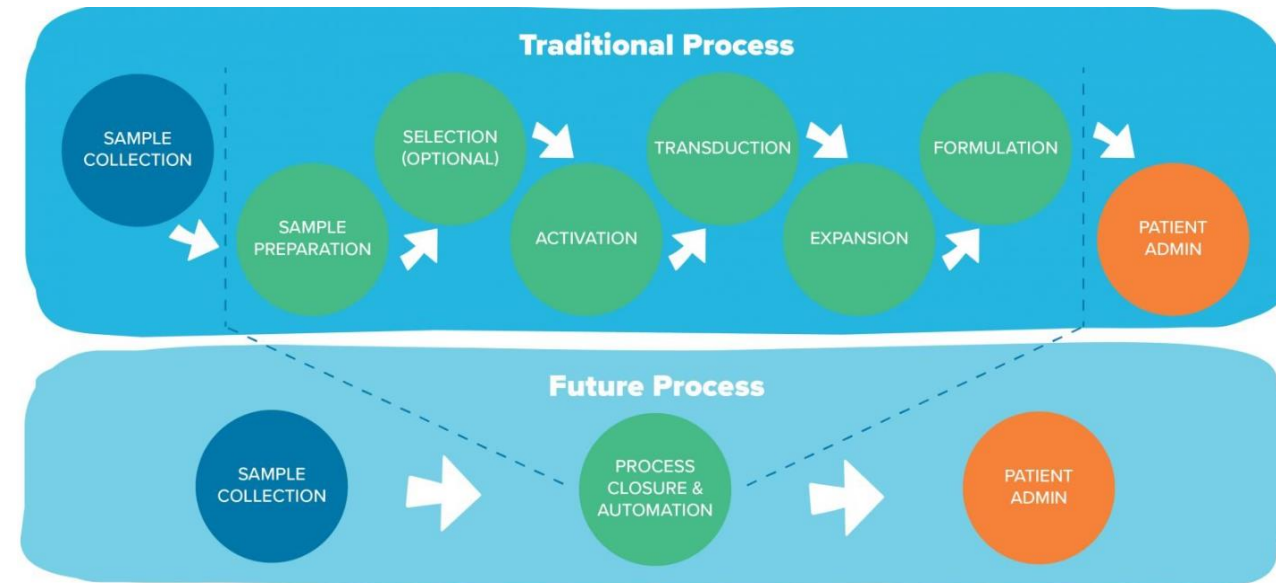 Traditional Process
SAMPLE
COLLECTION
SAMPLE
PREPARATION
SELECTION
(OPTIONAL)
ACTIVATION
TRANSDUCTION
EXPANSION
FORMULATION
PATIENT
ADMIN
Future Process
SAMPLE
COLLECTION
PROCESS
CLOSURE &
AUTOMATION
PATIENT
ADMIN